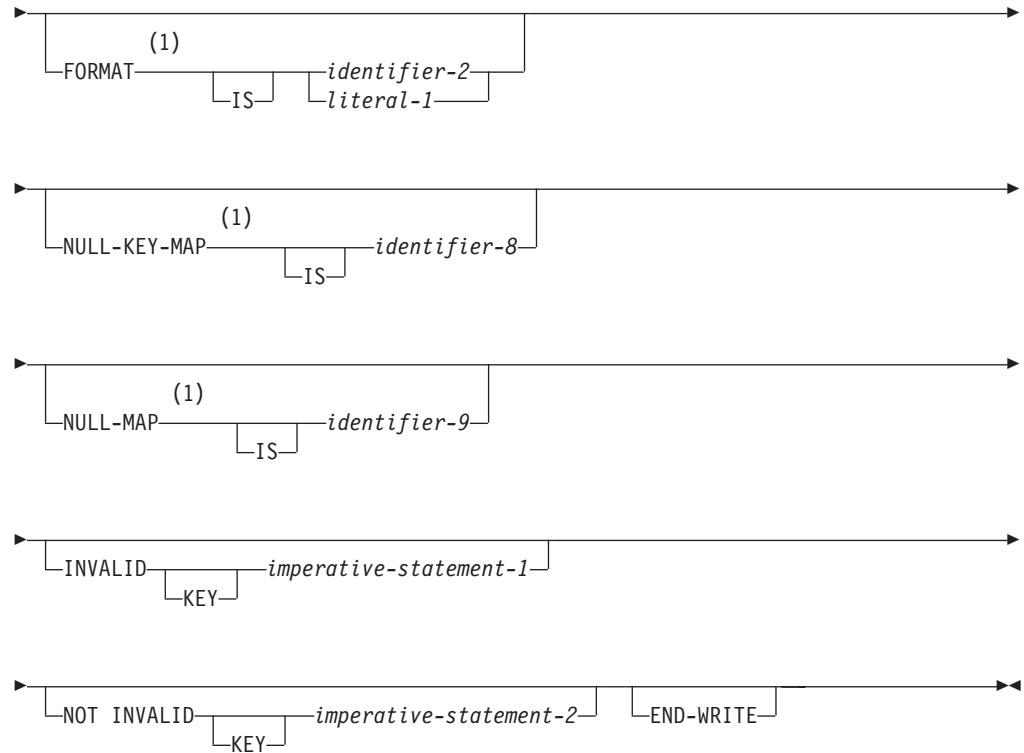 (1)
FORMAT IS identifier-2
literal-1
(1)
NULL-KEY-MAP IS identifier-8
(1)
NULL-MAP IS identifier-9
INVALID KEY imperative-statement-1
NOT INVALID KEY imperative-statement-2 END-WRITE